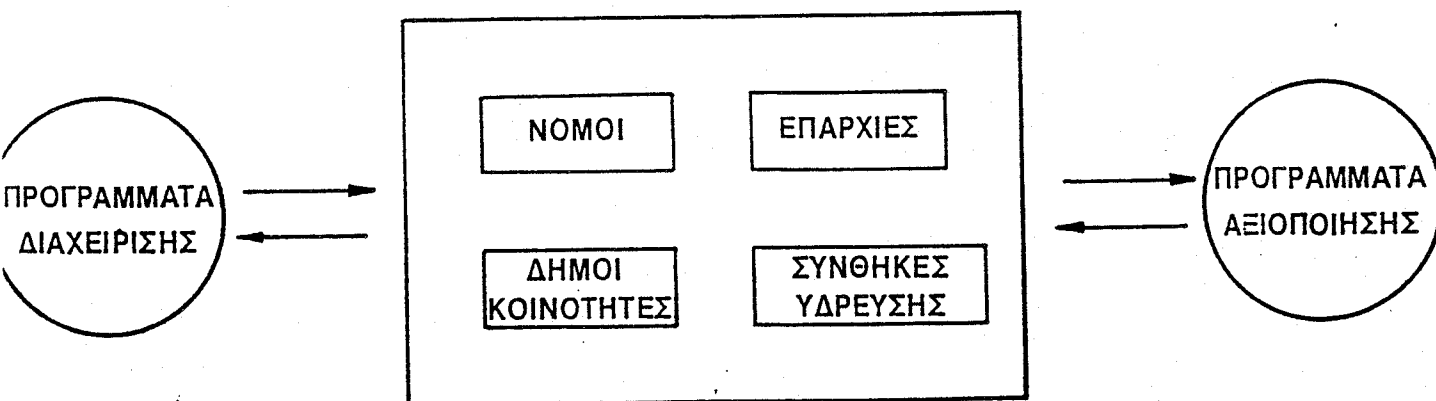 ΠΡΟΓΡΑΜΜΑΤΑ
ΔΙΑΧΕΙΡΙΣΗΣ
ΝΟΜΟΙ
ΕΠΑΡΧΙΕΣ
ΔΗΜΟΙ
ΚΟΙΝΟΤΗΤΕΣ
ΣΥΝΘΗΚΕΣ
ΥΔΡΕΥΣΗΣ
ΠΡΟΓΡΑΜΜΑΤΑ
ΑΞΙΟΠΟΙΗΣΗΣ